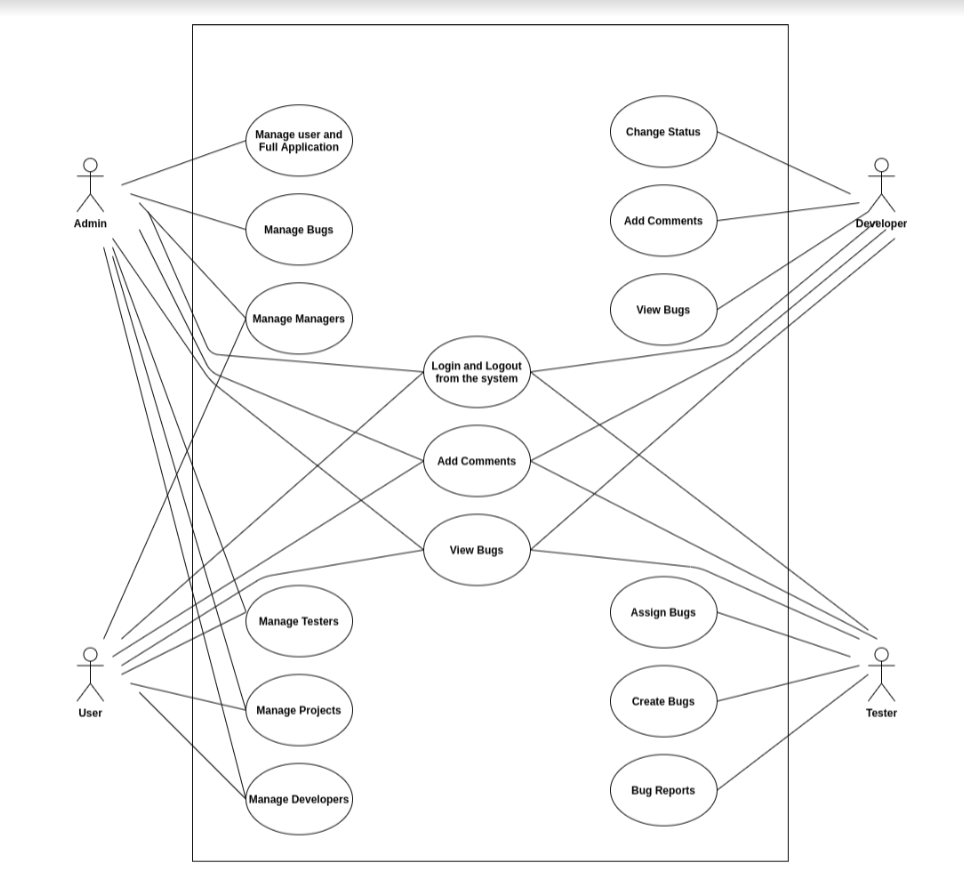 Manage user and
Full Application
Change Status
Admin
Manage Bugs
Add Comments
Developer
Manage Managers
View Bugs
Login and Logout
from the system
Add Comments
View Bugs
Manage Testers
Assign Bugs
User
Manage Projects
Create Bugs
Tester
Manage Developers
Bug Reports